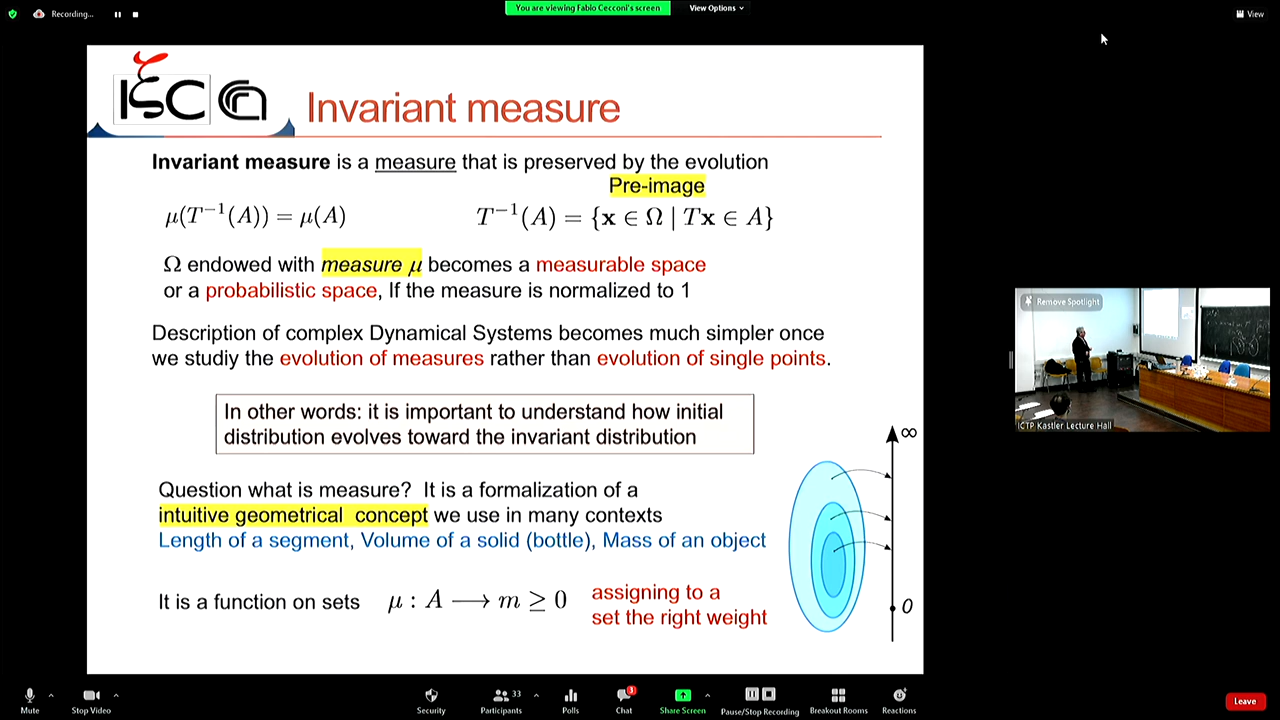 Recording...
You are viewing Fabio Cecconi's screen
View Options
View
ISC
Invariant measure
Invariant measure is a measure that is preserved by the evolution
Pre-image
μ(T⁻¹(A)) = μ(A)
T⁻¹(A) = {x ∈ Ω | Tx ∈ A}
Ω endowed with measure μ becomes a measurable space
or a probabilistic space, If the measure is normalized to 1
Description of complex Dynamical Systems becomes much simpler once
we studiy the evolution of measures rather than evolution of single points.
In other words: it is important to understand how initial
distribution evolves toward the invariant distribution
Question what is measure? It is a formalization of a
intuitive geometrical concept we use in many contexts
Length of a segment, Volume of a solid (bottle), Mass of an object
It is a function on sets
μ : A ⟶ m ≥ 0
assigning to a
set the right weight
∞
0
Remove Spotlight
ICTP Kastler Lecture Hall
Mute
Stop Video
Security
Participants
33
Polls
Chat
3
Share Screen
Pause/Stop Recording
Breakout Rooms
Reactions
Leave